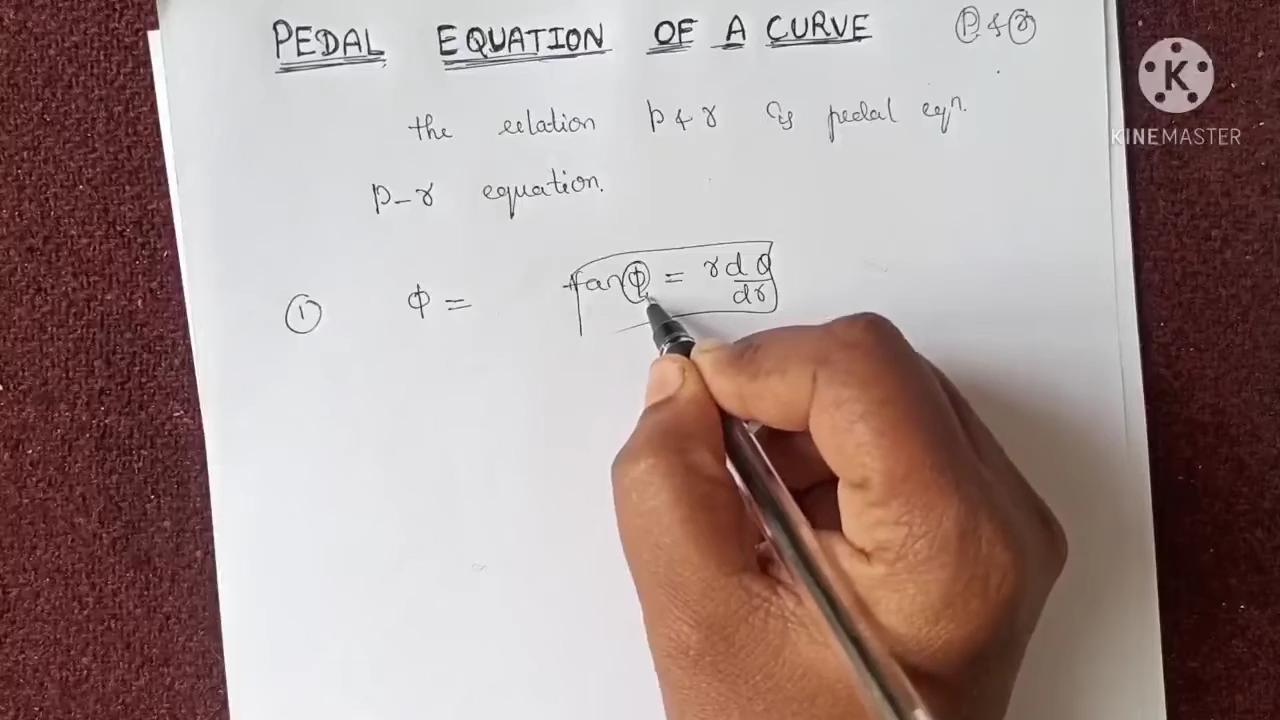 PEDAL EQUATION OF A CURVE p & r
the relation p & r is pedal eqn.
p-r equation.
① φ = tan φ = r dθ/dr
K
KINEMASTER